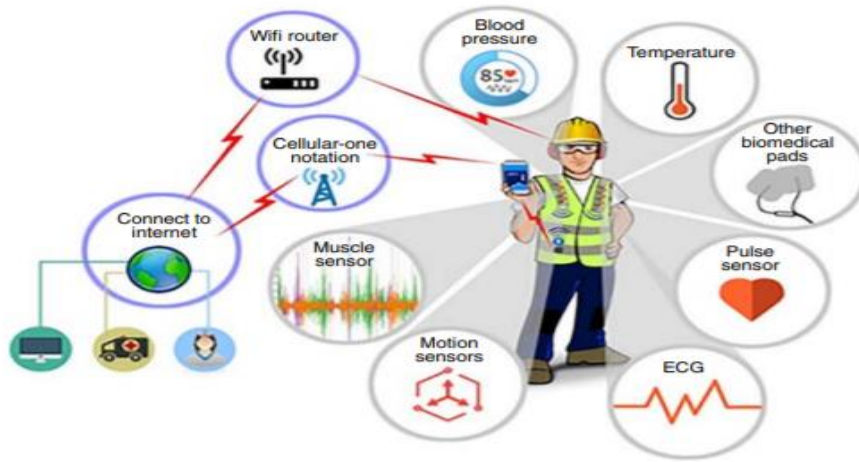 Wifi router
Blood
pressure
85
Temperature
Cellular-one
notation
Other
biomedical
pads
Connect to
internet
Muscle
sensor
Pulse
sensor
Motion
sensors
ECG